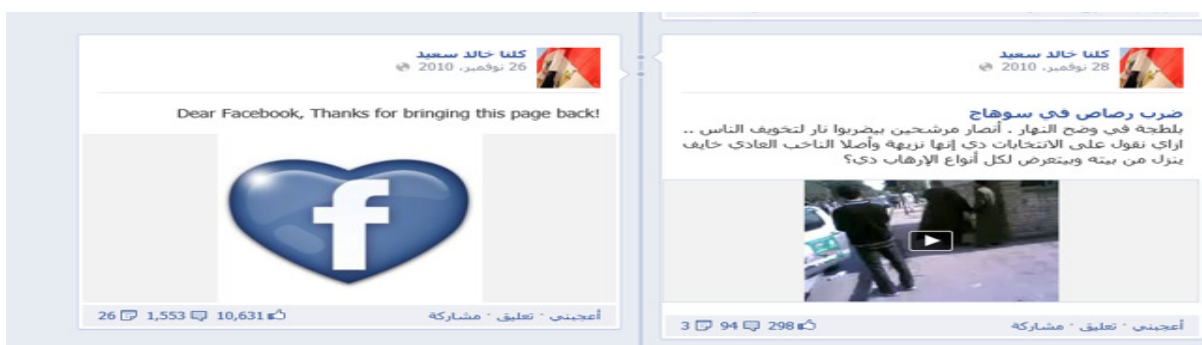 كلنا خالد سعيد
28 نوفمبر، 2010
ضرب رصاص في سوهاج
بلطجة في وضح النهار . أنصار مرشحين بيضربوا نار لتخويف الناس ..
ازاي نقول على الانتخابات دي إنها نزيهة وأصلا الناخب العادي خايف
ينزل من بيته وبيتعرض لكل أنواع الإرهاب دي؟
أعجبني · تعليق · مشاركة
298 94 3
كلنا خالد سعيد
26 نوفمبر، 2010
Dear Facebook, Thanks for bringing this page back!
f
أعجبني · تعليق · مشاركة
10,631 1,553 26